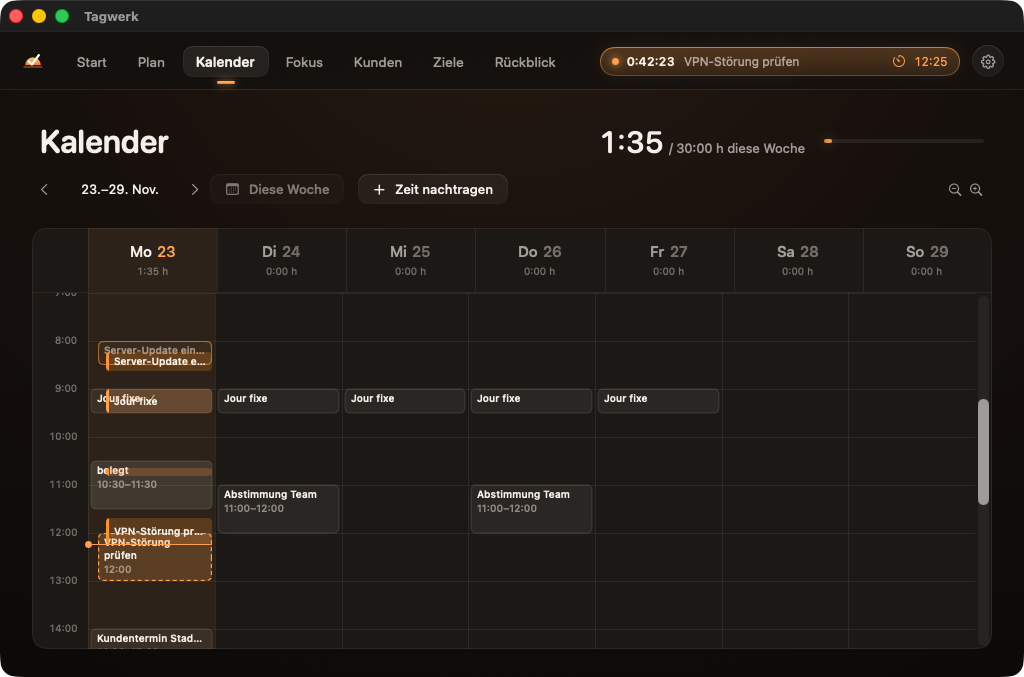 Tagwerk
Start
Plan
Kalender
Fokus
Kunden
Ziele
Rückblick
0:42:23 VPN-Störung prüfen 12:25
Kalender
1:35 / 30:00 h diese Woche
23.–29. Nov.
Diese Woche
+ Zeit nachtragen
Mo 23
1:35 h
Di 24
0:00 h
Mi 25
0:00 h
Do 26
0:00 h
Fr 27
0:00 h
Sa 28
0:00 h
So 29
0:00 h
7:00
8:00
Server-Update ein...
Server-Update e...
9:00
Jour fixe
Jour fixe
Jour fixe
Jour fixe
Jour fixe
Jour fixe
10:00
belegt
10:30–11:30
11:00
Abstimmung Team
11:00–12:00
Abstimmung Team
11:00–12:00
12:00
VPN-Störung pr...
VPN-Störung
prüfen
12:00
13:00
14:00
Kundentermin Stad...